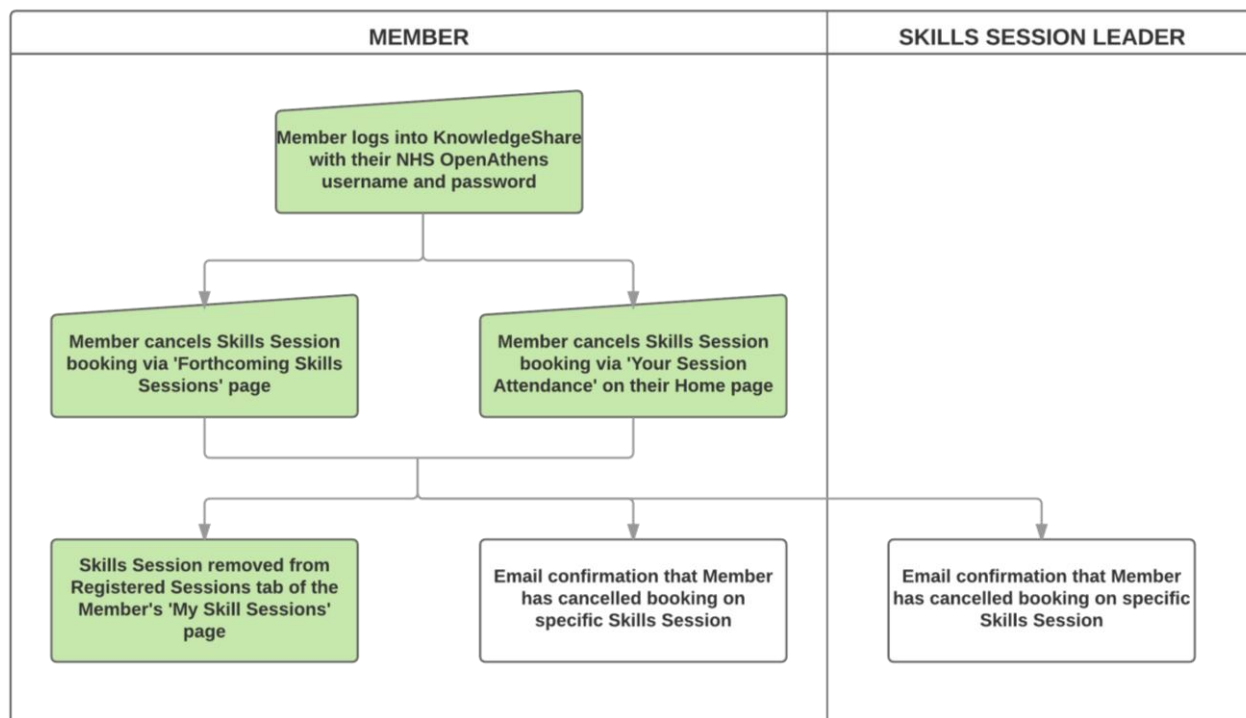 MEMBER
SKILLS SESSION LEADER
Member logs into KnowledgeShare
with their NHS OpenAthens
username and password
Member cancels Skills Session
booking via 'Forthcoming Skills
Sessions' page
Member cancels Skills Session
booking via 'Your Session
Attendance' on their Home page
Skills Session removed from
Registered Sessions tab of the
Member's 'My Skill Sessions'
page
Email confirmation that Member
has cancelled booking on
specific Skills Session
Email confirmation that Member
has cancelled booking on specific
Skills Session